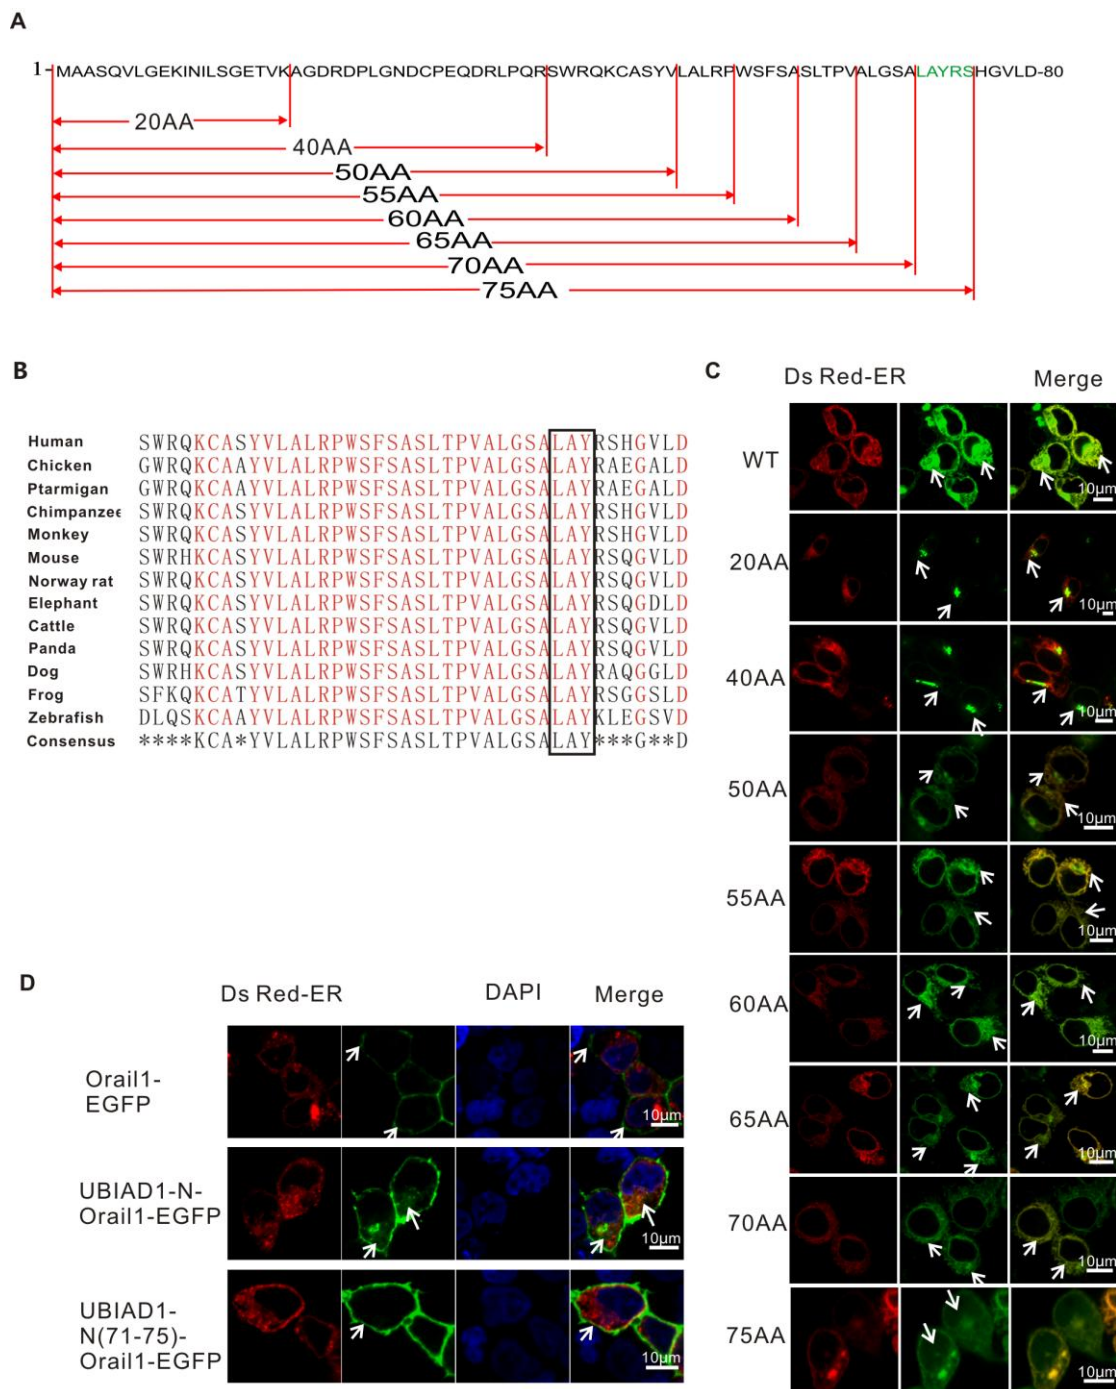 A
1-MAASQVLGEKINILSGETVKAGDRDPLGNDCPEQDRLPQRSWRQKCASYVLALRPWSFSASLTPVALGSALAYRSHGVLD-80
20AA
40AA
50AA
55AA
60AA
65AA
70AA
75AA
B
Human SWRQKCASYVLALRPWSFSASLTPVALGSALAYRSHGVLD
Chicken GWRQKCAAYVLALRPWSFSASLTPVALGSALAYRAEGALD
Ptarmigan GWRQKCAAYVLALRPWSFSASLTPVALGSALAYRAEGALD
Chimpanzee SWRQKCASYVLALRPWSFSASLTPVALGSALAYRSHGVLD
Monkey SWRQKCASYVLALRPWSFSASLTPVALGSALAYRSHGVLD
Mouse SWRHKCASYVLALRPWSFSASLTPVALGSALAYRSQGVLD
Norway rat SWRQKCASYVLALRPWSFSASLTPVALGSALAYRSQGVLD
Elephant SWRQKCASYVLALRPWSFSASLTPVALGSALAYRSQGDLD
Cattle SWRQKCASYVLALRPWSFSASLTPVALGSALAYRSQGVLD
Panda SWRQKCASYVLALRPWSFSASLTPVALGSALAYRSQGVLD
Dog SWRHKCASYVLALRPWSFSASLTPVALGSALAYRAQGGLD
Frog SFKQKCATYVLALRPWSFSASLTPVALGSALAYRSGGSLD
Zebrafish DLQSKCAAYVLALRPWSFSASLTPVALGSALAYKLEGSVD
Consensus ****KCA*YVLALRPWSFSASLTPVALGSALAY***G**D
C
Ds Red-ER Merge
WT
10μm
20AA
10μm
40AA
10μm
50AA
10μm
55AA
10μm
60AA
10μm
65AA
10μm
70AA
10μm
75AA
10μm
D
Ds Red-ER DAPI Merge
Orail1-
EGFP
10μm
UBIAD1-N-
Orail1-EGFP
10μm
UBIAD1-
N(71-75)-
Orail1-EGFP
10μm